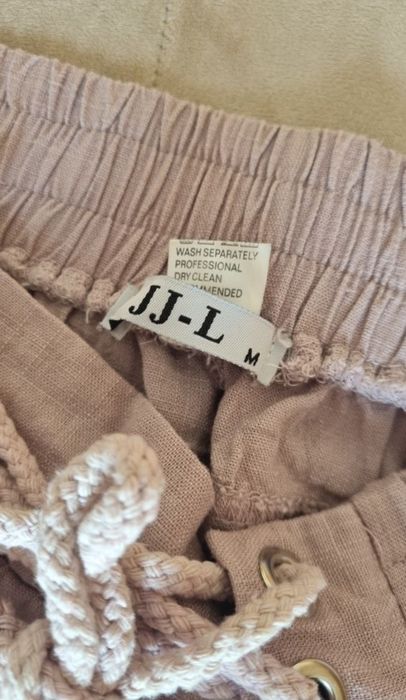 WASH SEPARATELY
PROFESSIONAL
DRY CLEAN
JJ-L
M